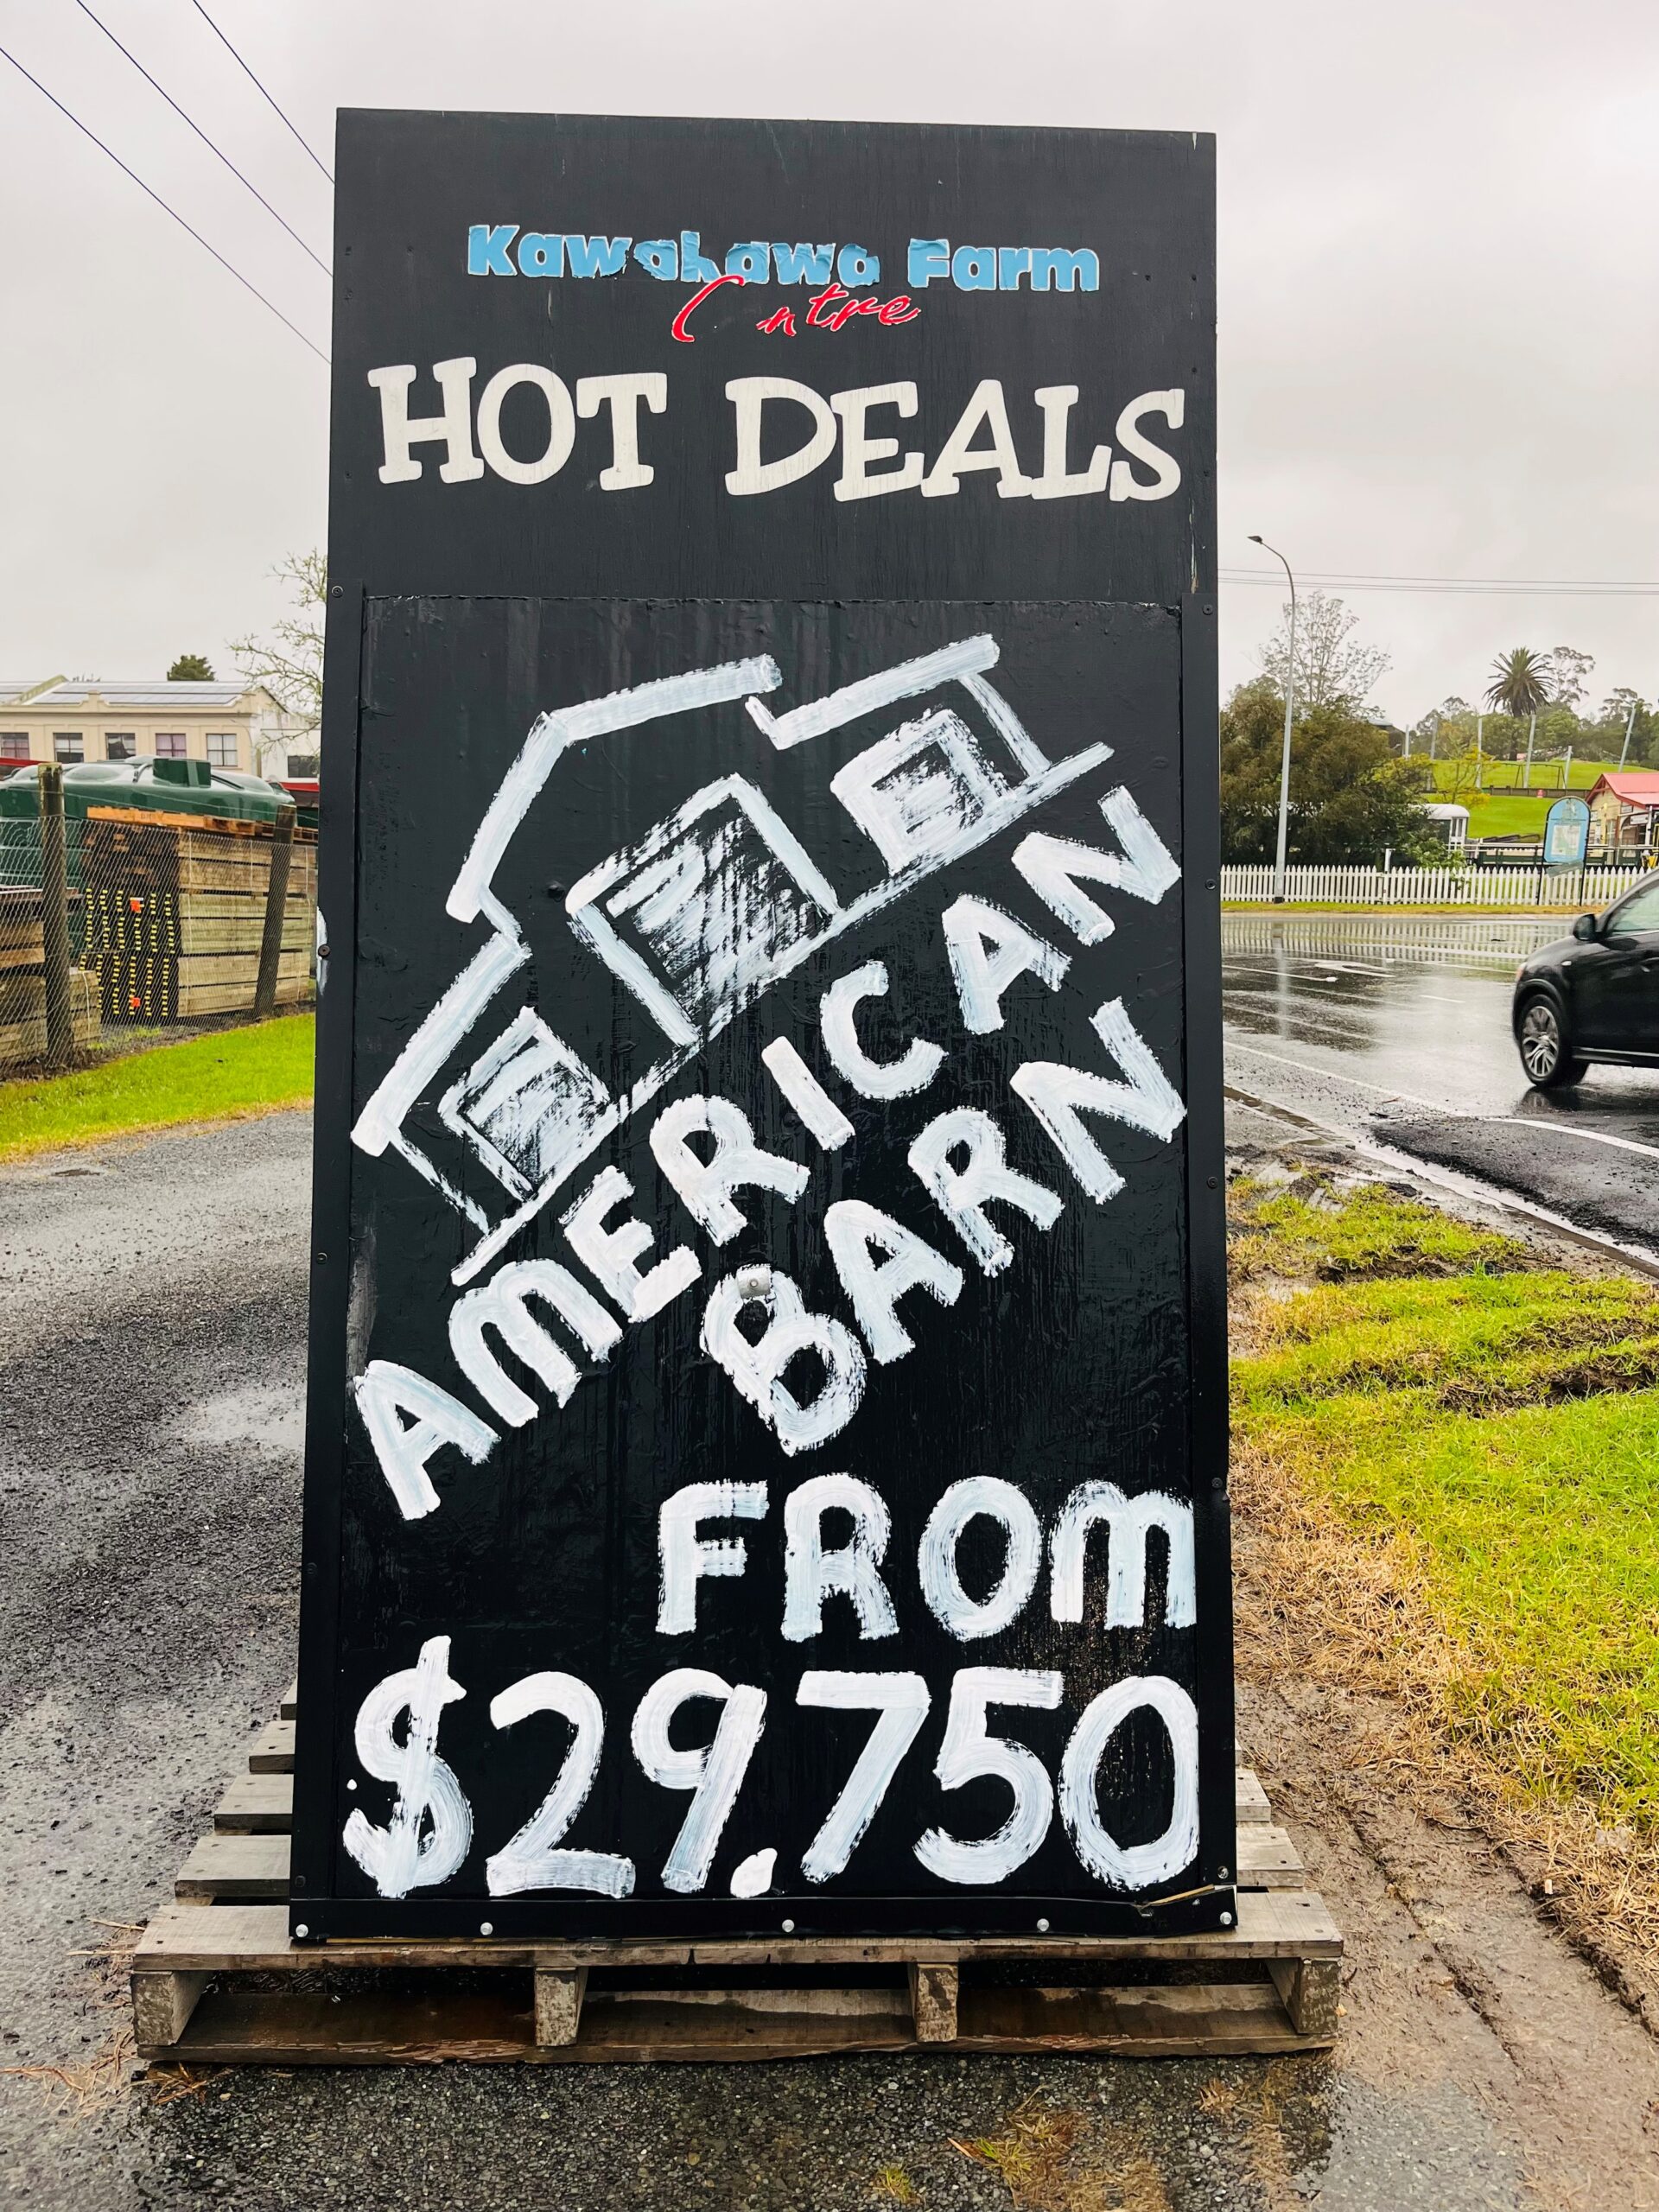 Kawakawa Farm
Centre
HOT DEALS
AMERICAN
BARN
FROM
$29.750